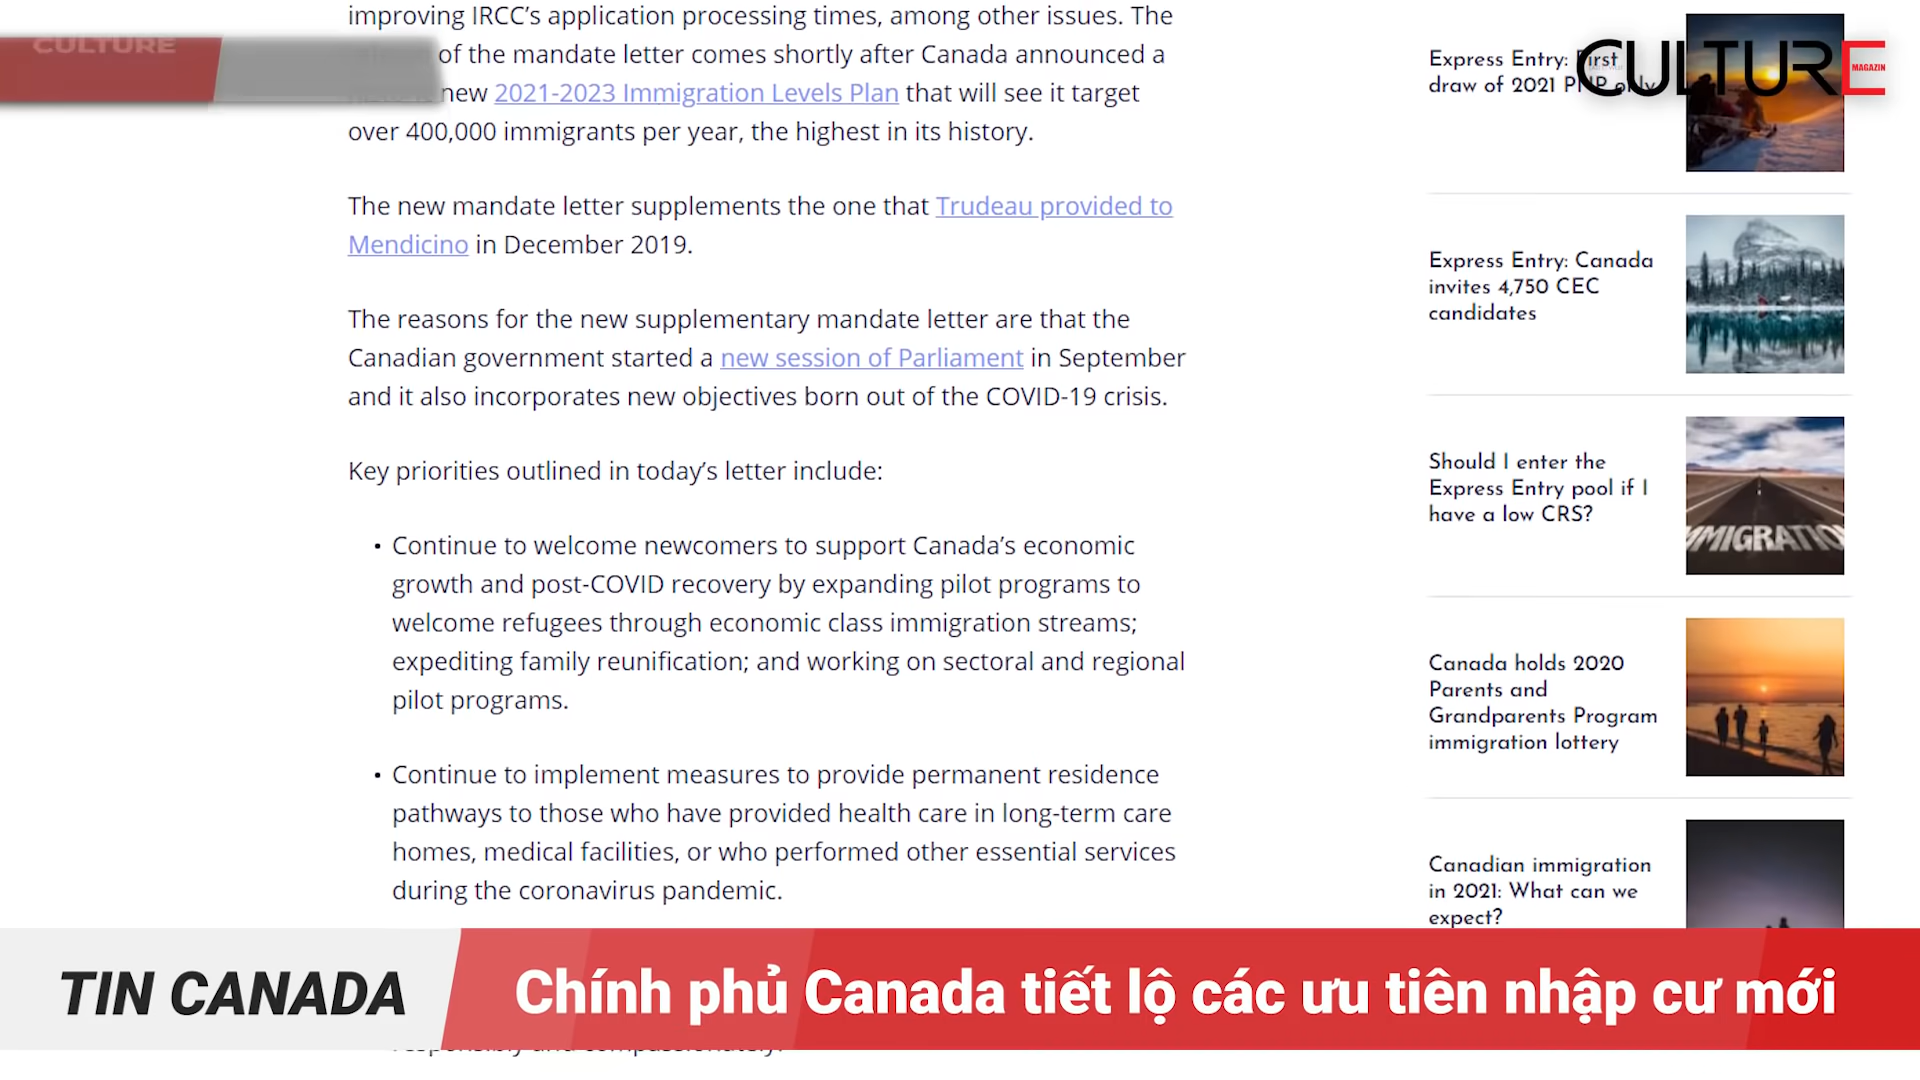 improving IRCC's application processing times, among other issues. The
CULTURE
of the mandate letter comes shortly after Canada announced a
new 2021-2023 Immigration Levels Plan that will see it target
over 400,000 immigrants per year, the highest in its history.
The new mandate letter supplements the one that Trudeau provided to
Mendicino in December 2019.
The reasons for the new supplementary mandate letter are that the
Canadian government started a new session of Parliament in September
and it also incorporates new objectives born out of the COVID-19 crisis.
Key priorities outlined in today's letter include:
• Continue to welcome newcomers to support Canada's economic
growth and post-COVID recovery by expanding pilot programs to
welcome refugees through economic class immigration streams;
expediting family reunification; and working on sectoral and regional
pilot programs.
• Continue to implement measures to provide permanent residence
pathways to those who have provided health care in long-term care
homes, medical facilities, or who performed other essential services
during the coronavirus pandemic.
responsibly and compassionately.
CULTURE
MAGAZIN
Express Entry: First
draw of 2021 PNP only
Express Entry: Canada
invites 4,750 CEC
candidates
Should I enter the
Express Entry pool if I
have a low CRS?
MMIGRATIO
Canada holds 2020
Parents and
Grandparents Program
immigration lottery
Canadian immigration
in 2021: What can we
expect?
TIN CANADA
Chính phủ Canada tiết lộ các ưu tiên nhập cư mới